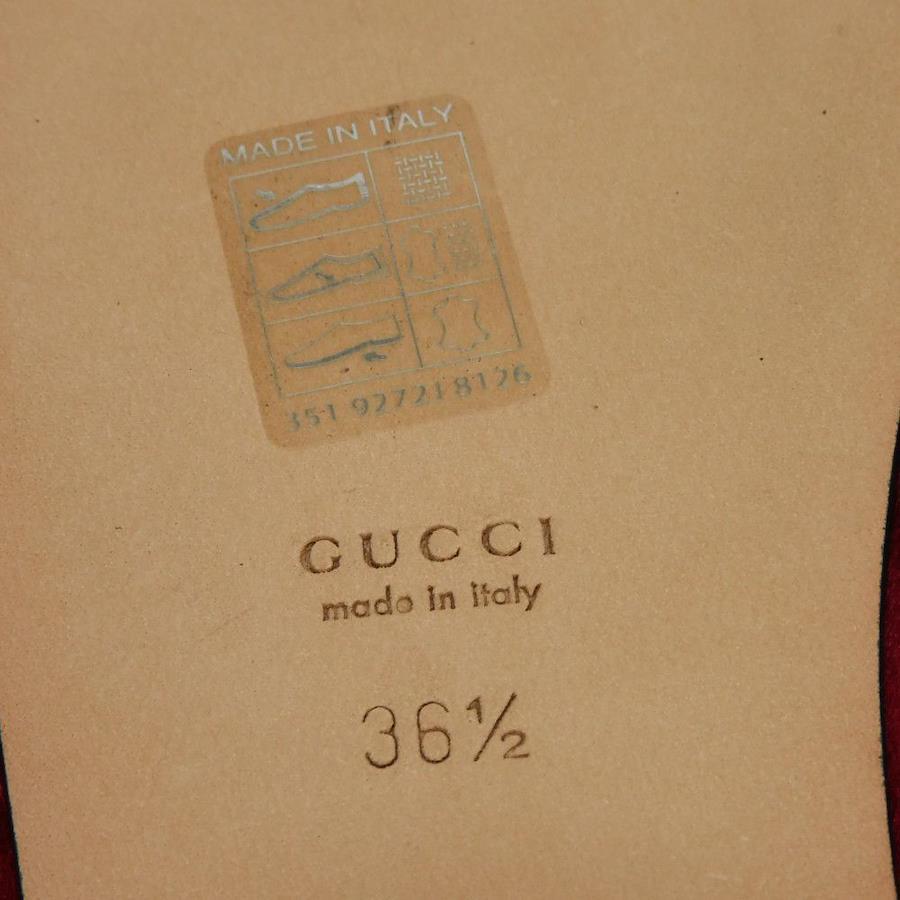 MADE IN ITALY
351 927218126
GUCCI
made in italy
36½